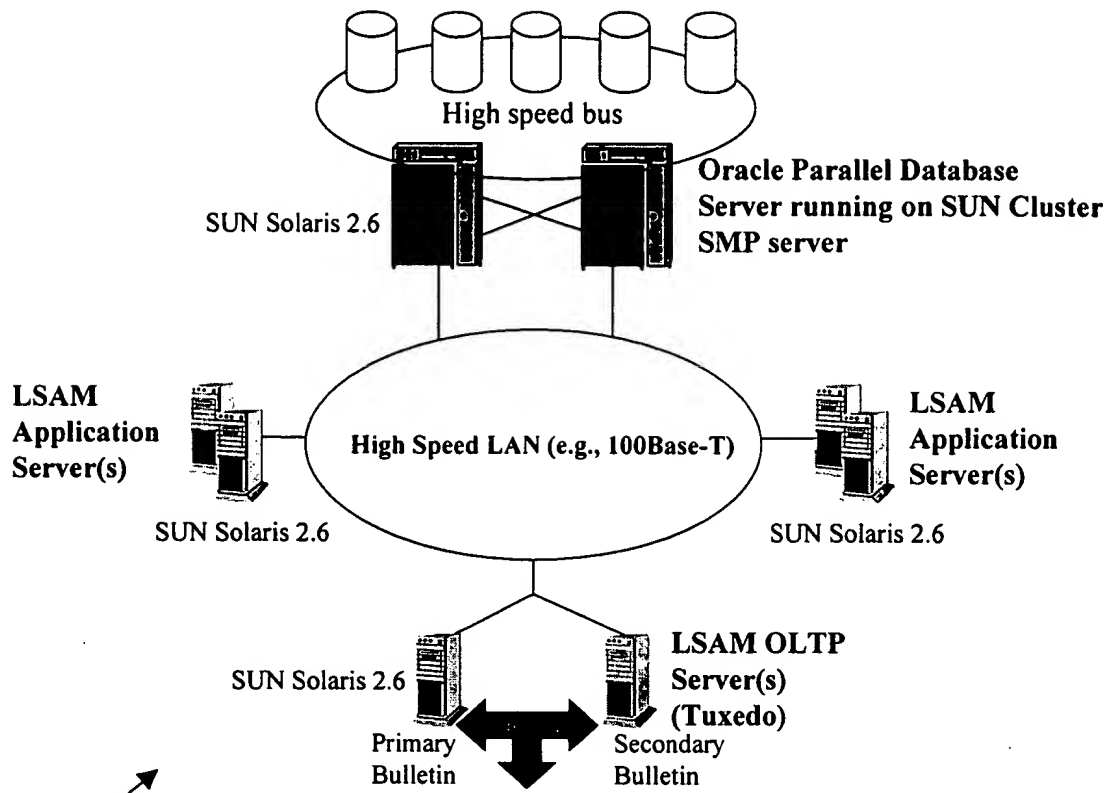 High speed bus
Oracle Parallel Database
Server running on SUN Cluster
SMP server
SUN Solaris 2.6
LSAM
Application
Server(s)
SUN Solaris 2.6
High Speed LAN (e.g., 100Base-T)
LSAM
Application
Server(s)
SUN Solaris 2.6
SUN Solaris 2.6
LSAM OLTP
Server(s)
(Tuxedo)
Primary
Bulletin
Secondary
Bulletin